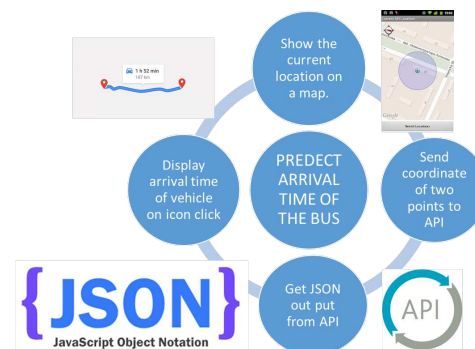 Show the
current
location on
a map.
1 h 52 min
147 km
Google
Send Location
Display
arrival time
of vehicle
on icon click
PREDECT
ARRIVAL
TIME OF
THE BUS
Send
coordinate
of two
points to
API
{JSON}
JavaScript Object Notation
Get JSON
out put
from API
API